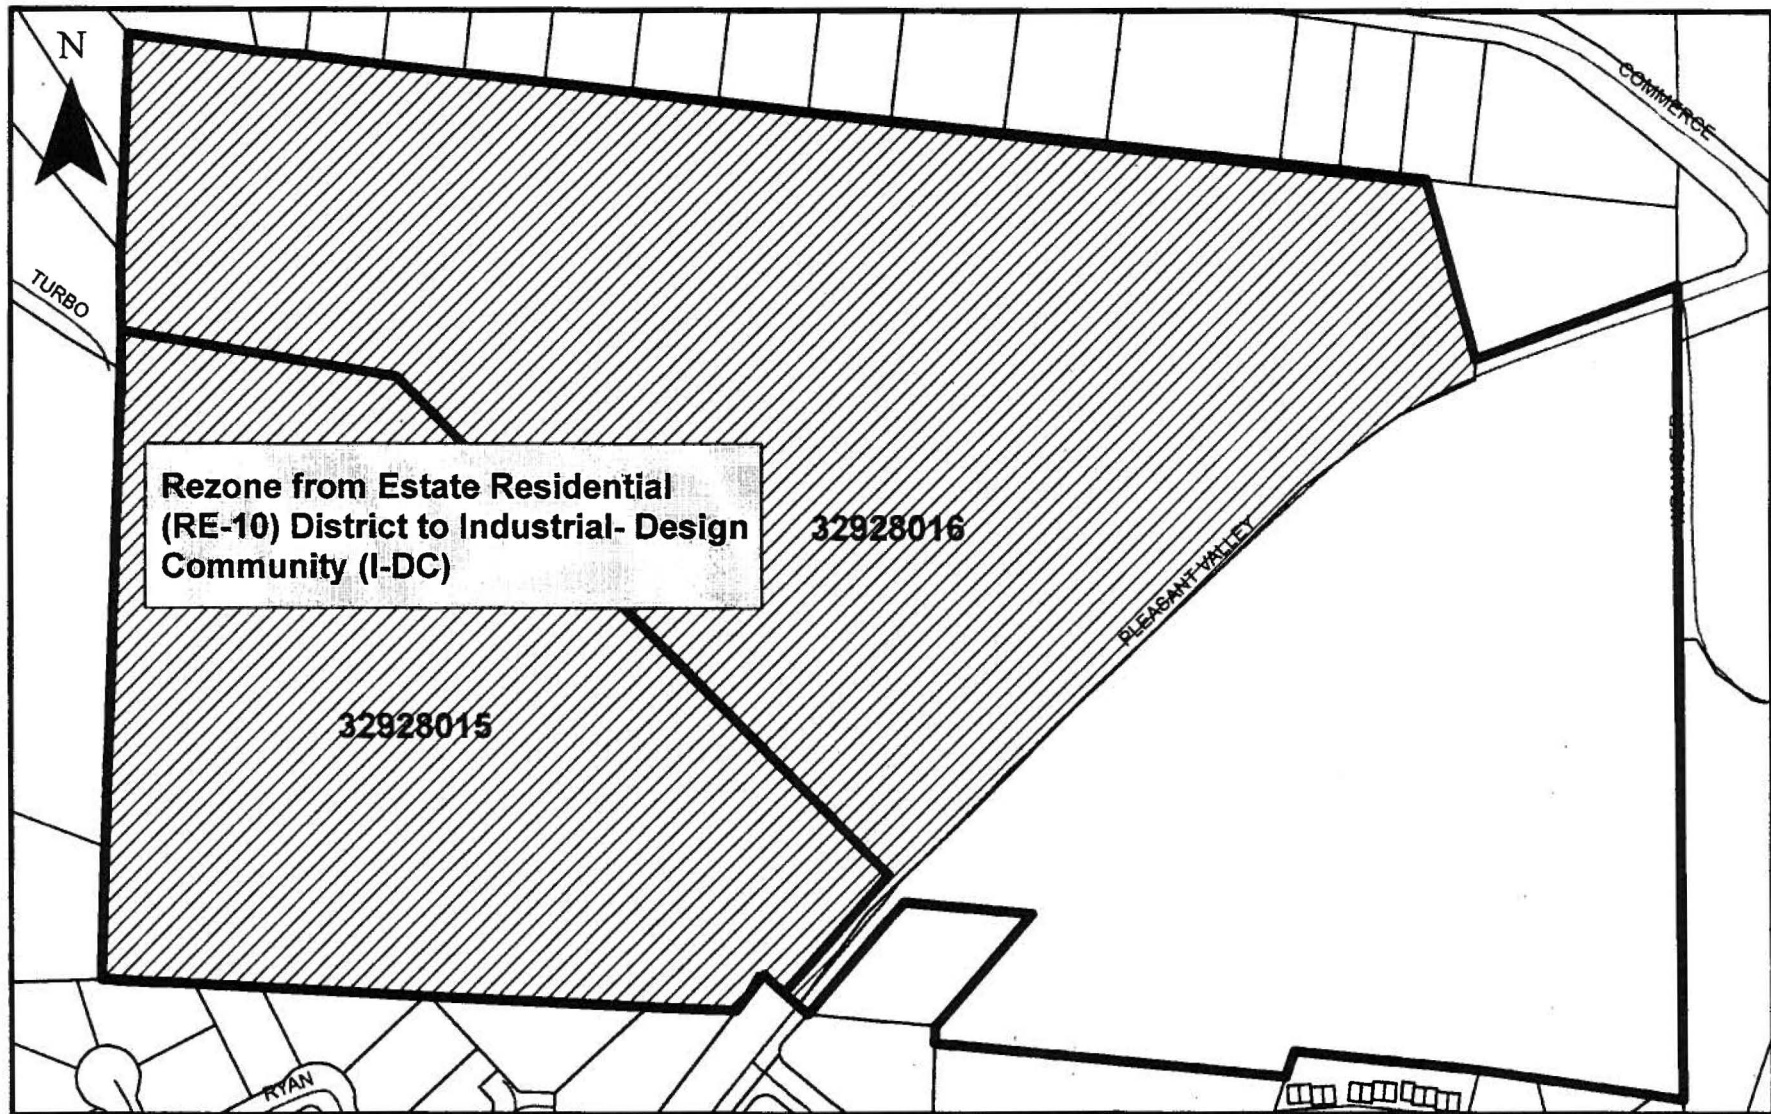 N
COMMERCE
TURBO
Rezone from Estate Residential
(RE-10) District to Industrial- Design
Community (I-DC)
32928016
PLEASANT VALLEY
32928015
RYAN